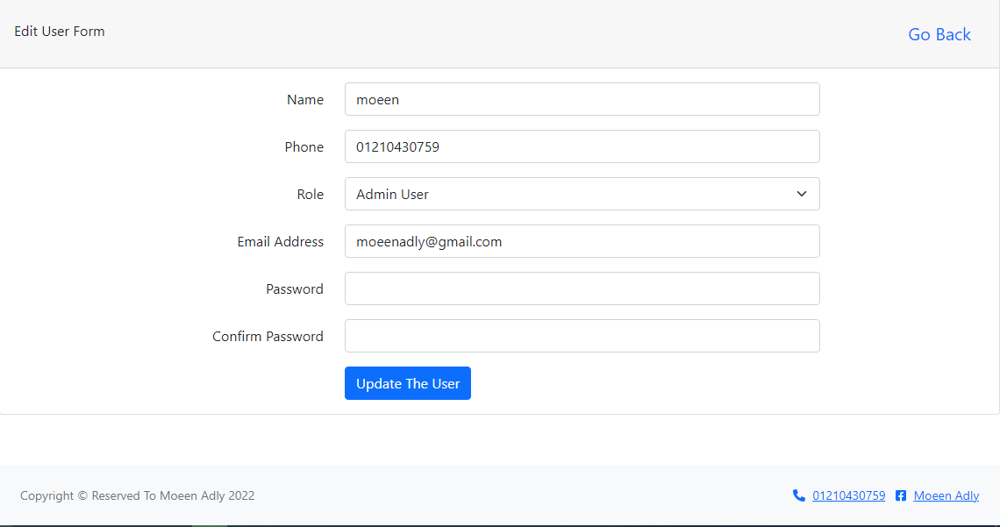 Edit User Form
Go Back
Name
moeen
Phone
01210430759
Role
Admin User
Email Address
moeenadly@gmail.com
Password
Confirm Password
Update The User
Copyright © Reserved To Moeen Adly 2022
01210430759 Moeen Adly